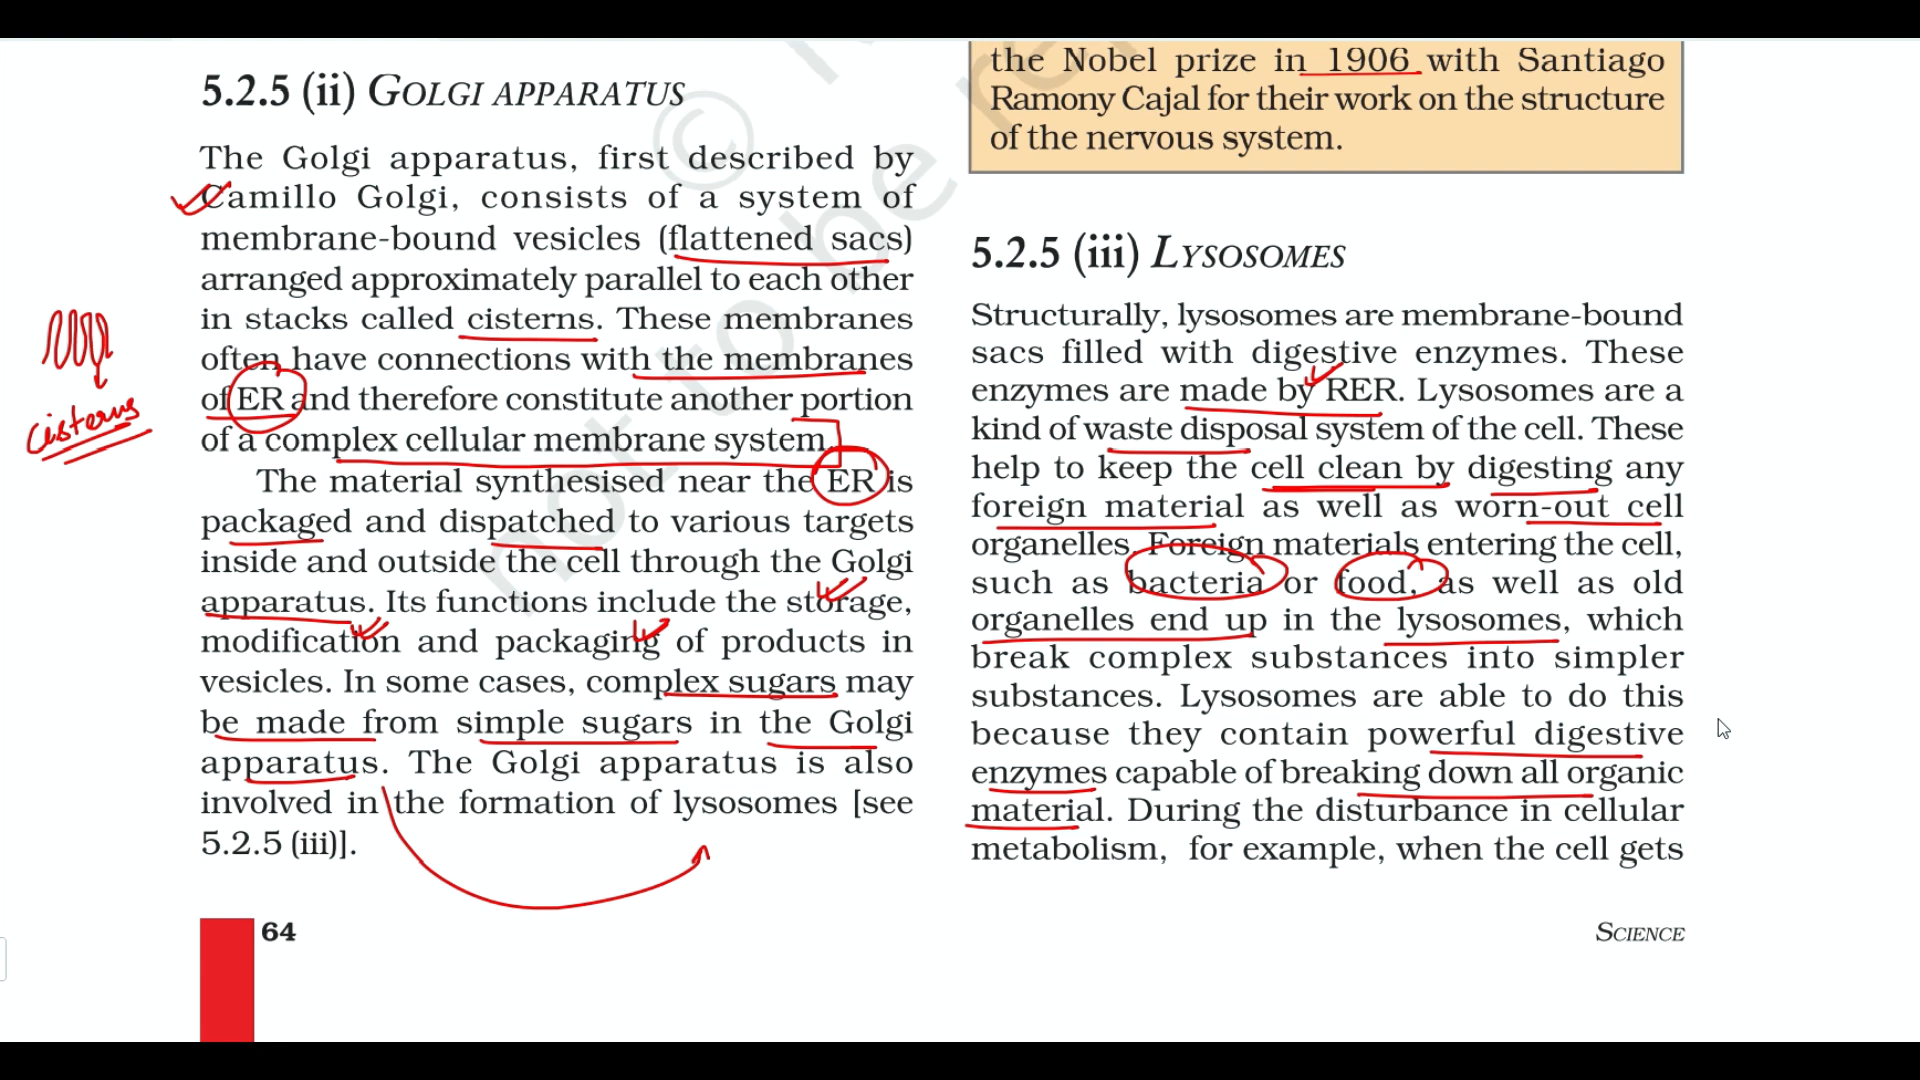 5.2.5 (ii) GOLGI APPARATUS
The Golgi apparatus, first described by
Camillo Golgi, consists of a system of
membrane-bound vesicles (flattened sacs)
arranged approximately parallel to each other
in stacks called cisterns. These membranes
often have connections with the membranes
of ER and therefore constitute another portion
of a complex cellular membrane system.
The material synthesised near the ER is
packaged and dispatched to various targets
inside and outside the cell through the Golgi
apparatus. Its functions include the storage,
modification and packaging of products in
vesicles. In some cases, complex sugars may
be made from simple sugars in the Golgi
apparatus. The Golgi apparatus is also
involved in the formation of lysosomes [see
5.2.5 (iii)].
cisterns
64
the Nobel prize in 1906 with Santiago
Ramony Cajal for their work on the structure
of the nervous system.
5.2.5 (iii) LYSOSOMES
Structurally, lysosomes are membrane-bound
sacs filled with digestive enzymes. These
enzymes are made by RER. Lysosomes are a
kind of waste disposal system of the cell. These
help to keep the cell clean by digesting any
foreign material as well as worn-out cell
organelles. Foreign materials entering the cell,
such as bacteria or food, as well as old
organelles end up in the lysosomes, which
break complex substances into simpler
substances. Lysosomes are able to do this
because they contain powerful digestive
enzymes capable of breaking down all organic
material. During the disturbance in cellular
metabolism, for example, when the cell gets
SCIENCE
©
not to be re